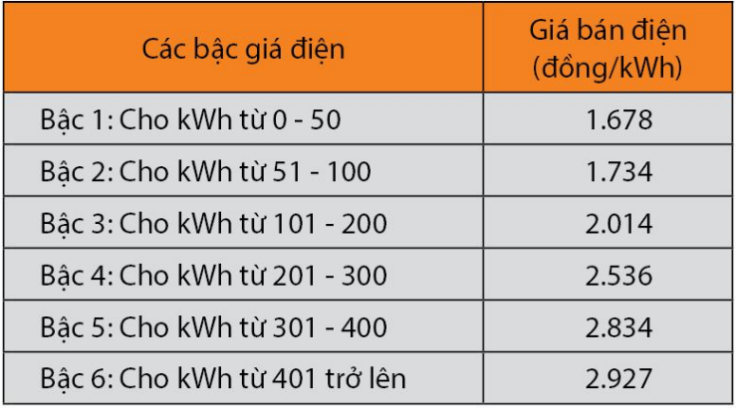 Các bậc giá điện
Giá bán điện
(đồng/kWh)
Bậc 1: Cho kWh từ 0 - 50
1.678
Bậc 2: Cho kWh từ 51 - 100
1.734
Bậc 3: Cho kWh từ 101 - 200
2.014
Bậc 4: Cho kWh từ 201 - 300
2.536
Bậc 5: Cho kWh từ 301 - 400
2.834
Bậc 6: Cho kWh từ 401 trở lên
2.927